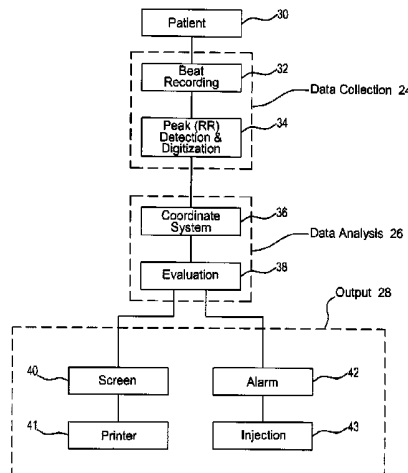 Patient
30
Beat
Recording
32
Data Collection 24
Peak (RR)
Detection &
Digitization
34
Coordinate
System
36
Data Analysis 26
Evaluation
38
Output 28
40
Screen
Alarm
42
41
Printer
Injection
43